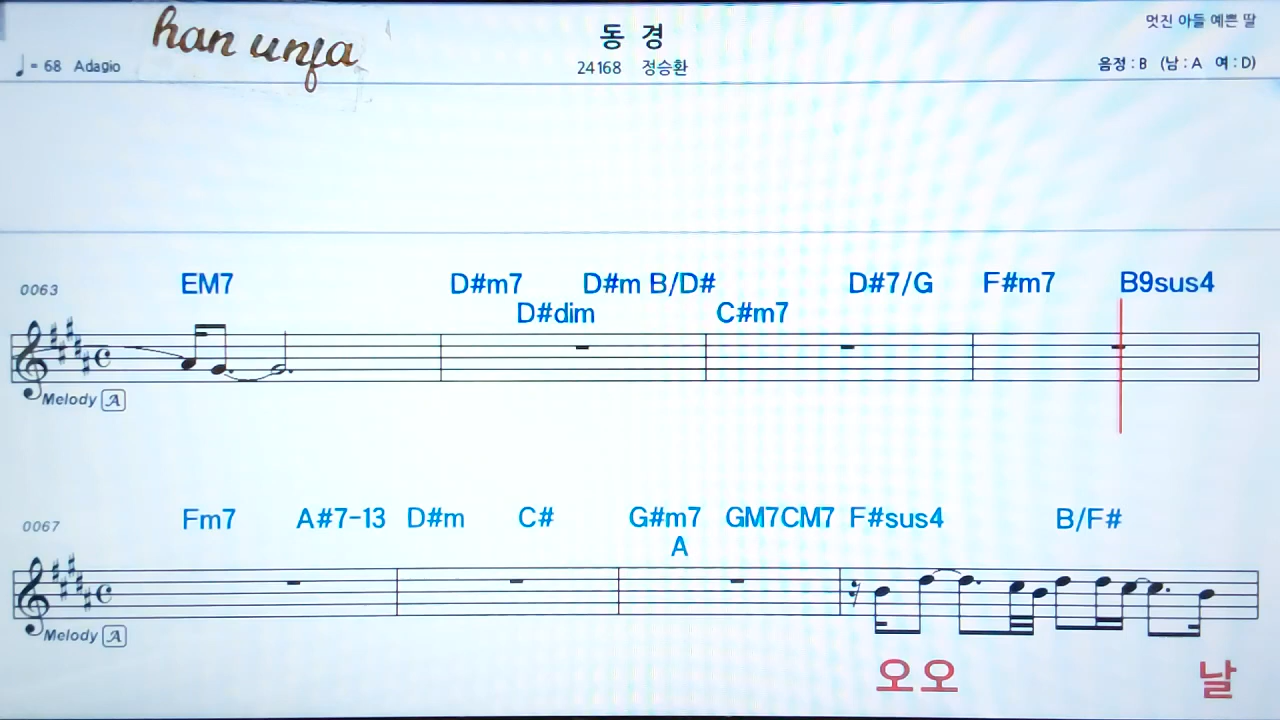 han unja
동 경
멋진 아들 예쁜 딸
♩= 68 Adagio
24168 정승환
음정 : B (남 : A 여 : D)
0063
EM7 D#m7 D#m B/D# D#7/G F#m7 B9sus4
D#dim C#m7
Melody A
0067
Fm7 A#7-13 D#m C# G#m7 GM7CM7 F#sus4 B/F#
A
Melody A
오오 날